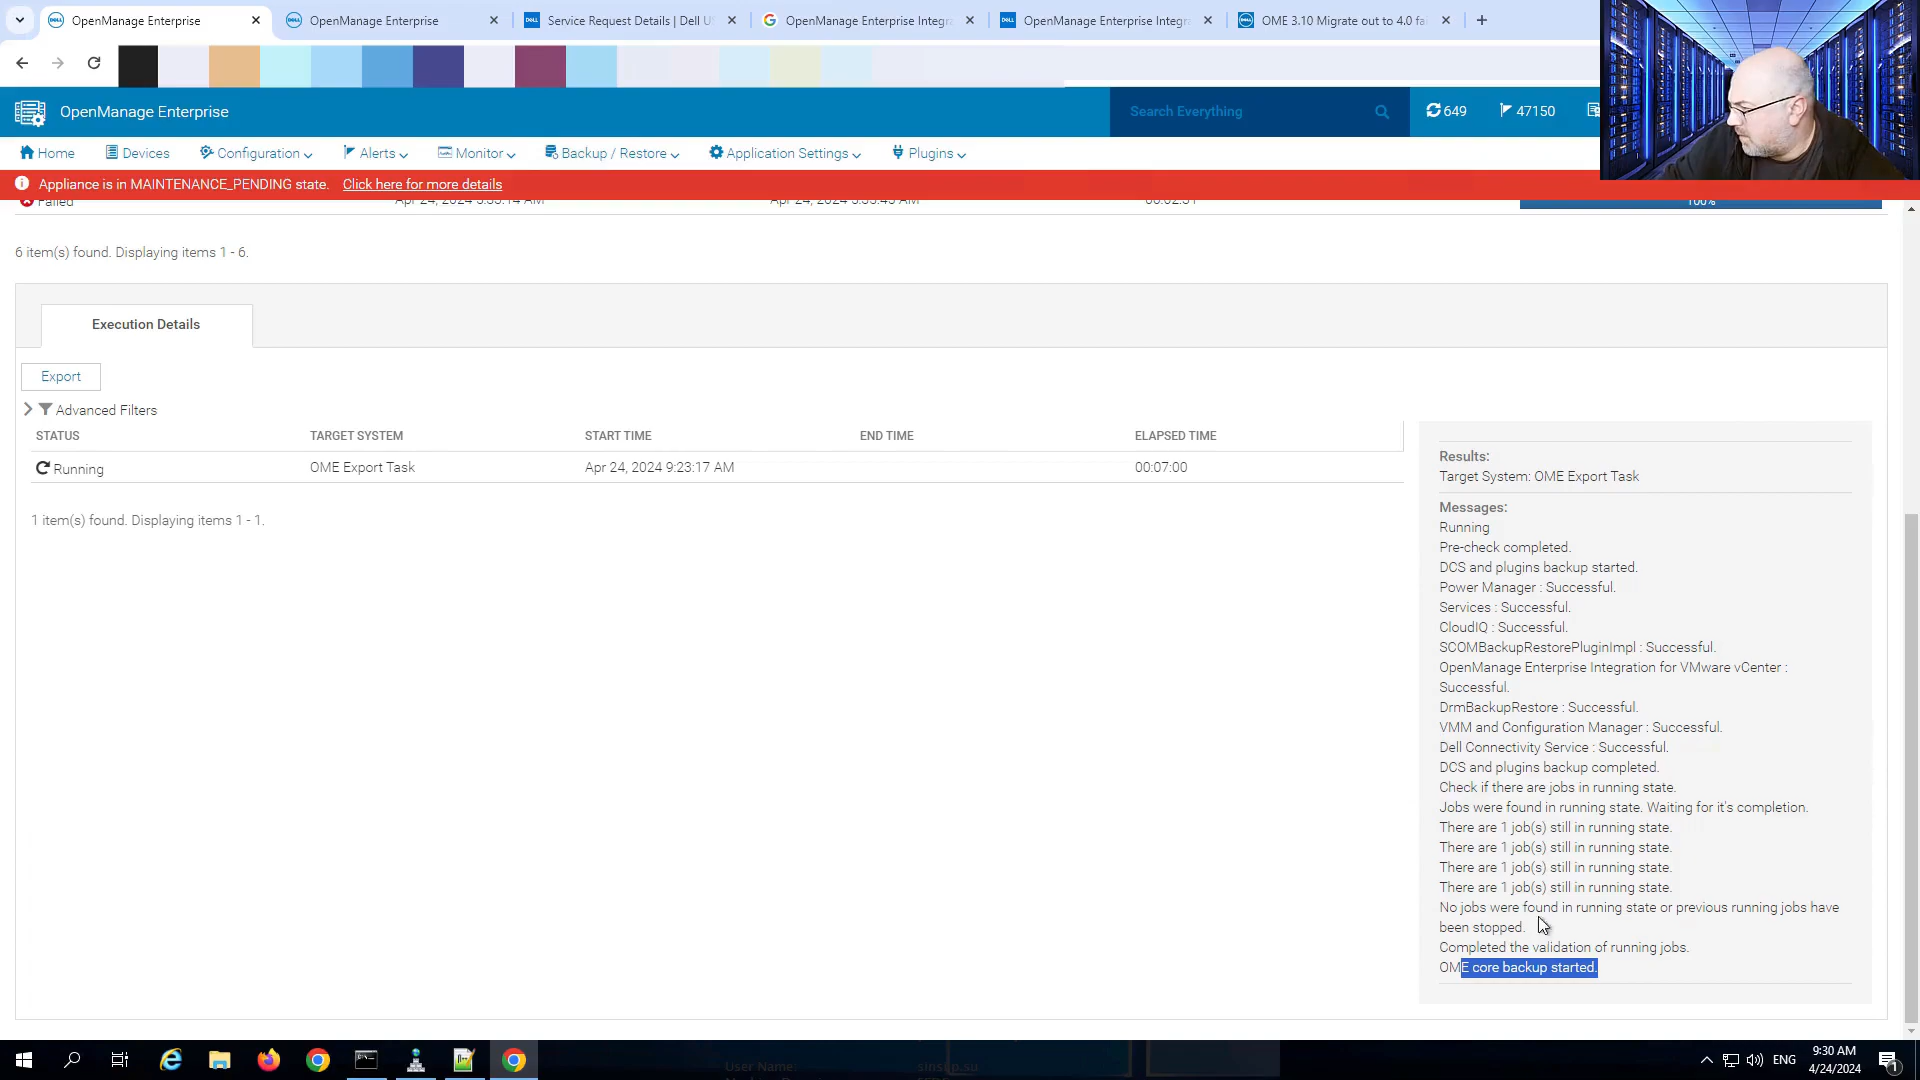 OpenManage Enterprise
OpenManage Enterprise
Service Request Details | Dell U
OpenManage Enterprise Integra
OpenManage Enterprise Integra
OME 3.10 Migrate out to 4.0 fai
OpenManage Enterprise
Search Everything
649
47150
Home
Devices
Configuration
Alerts
Monitor
Backup / Restore
Application Settings
Plugins
Appliance is in MAINTENANCE_PENDING state. Click here for more details
Failed
100%
6 item(s) found. Displaying items 1 - 6.
Execution Details
Export
Advanced Filters
STATUS
TARGET SYSTEM
START TIME
END TIME
ELAPSED TIME
Running
OME Export Task
Apr 24, 2024 9:23:17 AM
00:07:00
1 item(s) found. Displaying items 1 - 1.
Results:
Target System: OME Export Task
Messages:
Running
Pre-check completed.
DCS and plugins backup started.
Power Manager : Successful.
Services : Successful.
CloudIQ : Successful.
SCOMBackupRestorePluginImpl : Successful.
OpenManage Enterprise Integration for VMware vCenter :
Successful.
DrmBackupRestore : Successful.
VMM and Configuration Manager : Successful.
Dell Connectivity Service : Successful.
DCS and plugins backup completed.
Check if there are jobs in running state.
Jobs were found in running state. Waiting for it's completion.
There are 1 job(s) still in running state.
There are 1 job(s) still in running state.
There are 1 job(s) still in running state.
There are 1 job(s) still in running state.
No jobs were found in running state or previous running jobs have
been stopped.
Completed the validation of running jobs.
OME core backup started.
User Name:
ENG
9:30 AM
4/24/2024
1